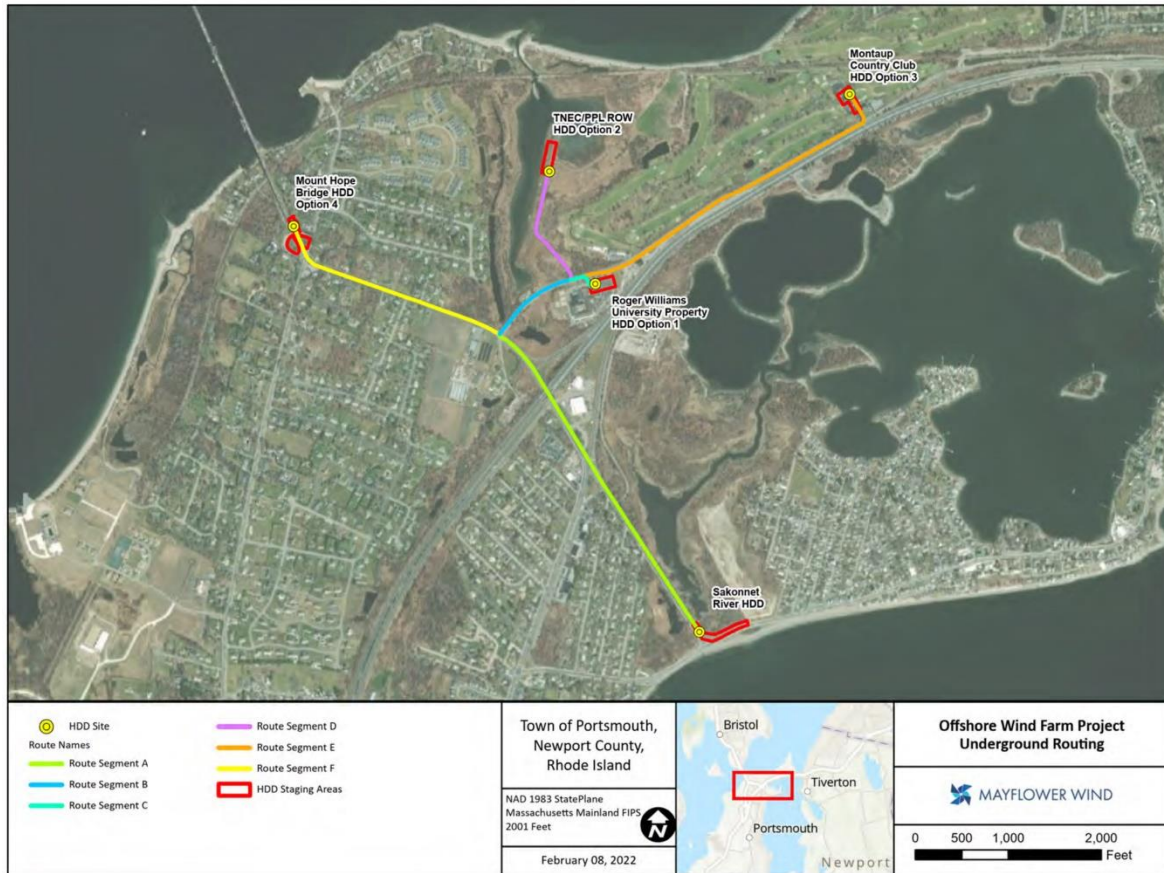 Montaup
Country Club
HDD Option 3
TNEC/PPL ROW
HDD Option 2
Mount Hope
Bridge HDD
Option 4
Roger Williams
University Property
HDD Option 1
Sakonnet
River HDD
HDD Site
Route Names
Route Segment A
Route Segment B
Route Segment C
Route Segment D
Route Segment E
Route Segment F
HDD Staging Areas
Town of Portsmouth,
Newport County,
Rhode Island
NAD 1983 StatePlane
Massachusetts Mainland FIPS
2001 Feet
N
February 08, 2022
Bristol
Tiverton
Portsmouth
Newport
Offshore Wind Farm Project
Underground Routing
MAYFLOWER WIND
0 500 1,000 2,000
Feet